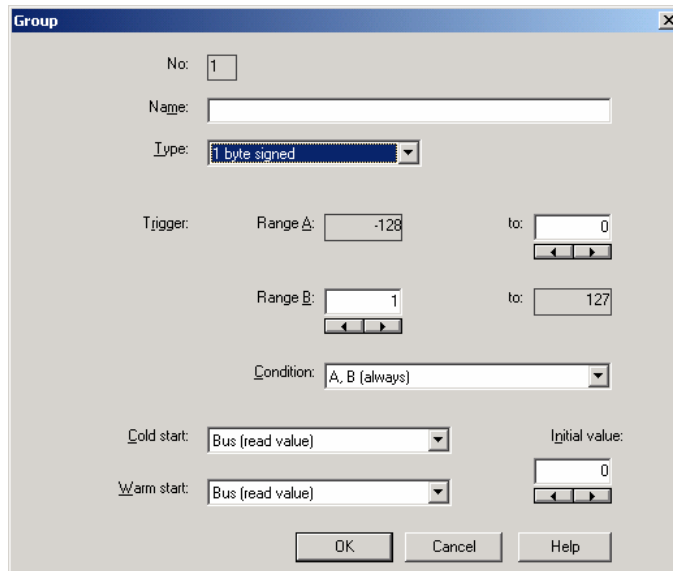 Group
No: 1
Name:
Type: 1 byte signed
Trigger: Range A: -128 to: 0
Range B: 1 to: 127
Condition: A, B (always)
Cold start: Bus (read value) Initial value:
0
Warm start: Bus (read value)
OK Cancel Help